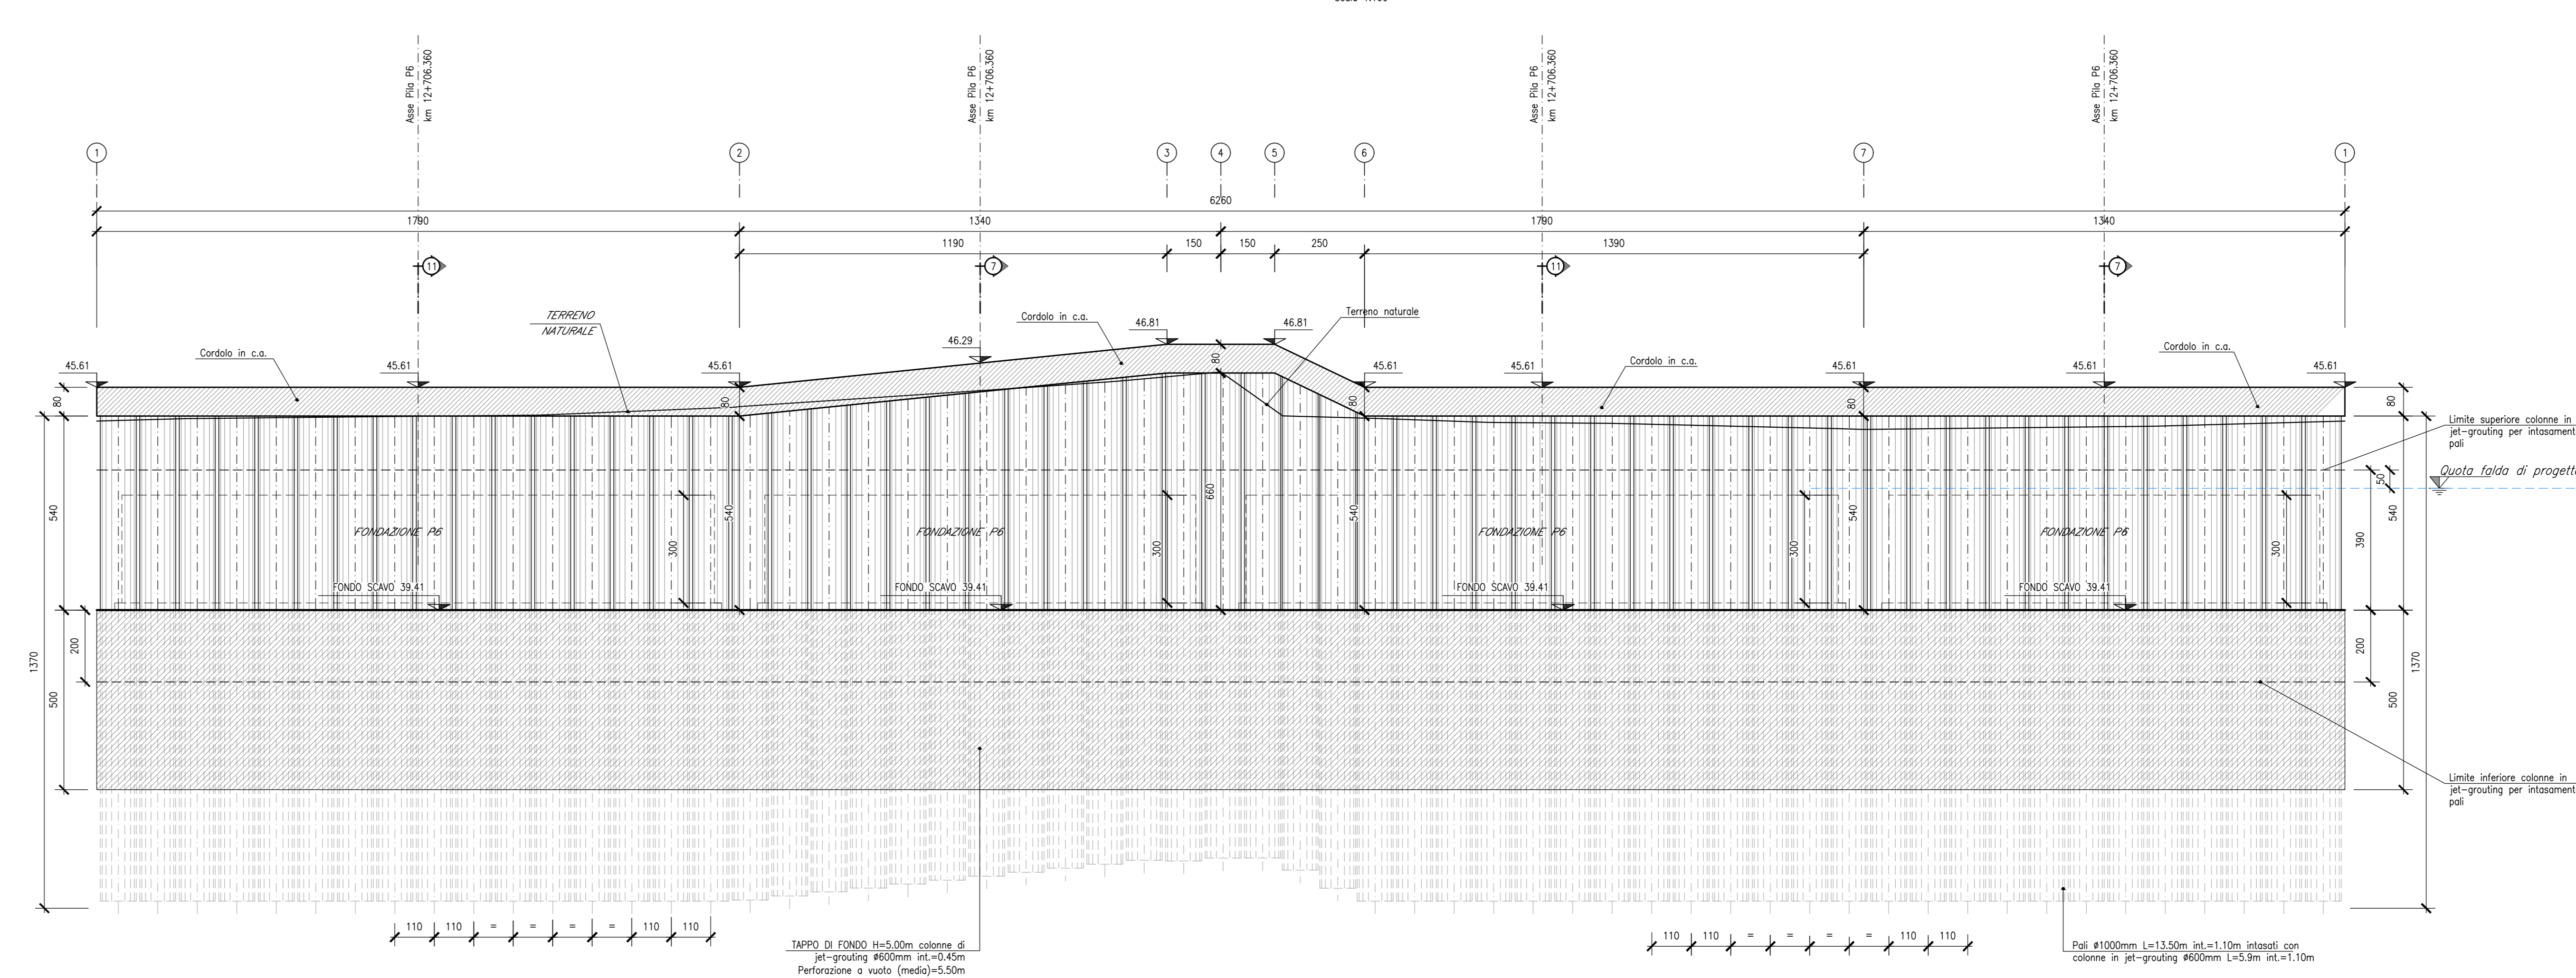 Asse Pila P6
km 12+706.360
Asse Pila P6
km 12+706.360
Asse Pila P6
km 12+706.360
Asse Pila P6
km 12+706.360
1
2
3
4
5
6
7
1
6260
1790
1340
1790
1340
1190
150
150
250
1390
11
7
11
7
TERRENO
NATURALE
Cordolo in c.a.
Terreno naturale
46.81
46.81
46.29
Cordolo in c.a.
Cordolo in c.a.
Cordolo in c.a.
45.61
45.61
45.61
45.61
45.61
45.61
45.61
45.61
80
80
80
80
80
80
Limite superiore colonne in
jet-grouting per intasament
pali
Quota falda di progett
50
540
540
660
540
540
540
390
300
300
300
300
FONDAZIONE P6
FONDAZIONE P6
FONDAZIONE P6
FONDAZIONE P6
FONDO SCAVO 39.41
FONDO SCAVO 39.41
FONDO SCAVO 39.41
FONDO SCAVO 39.41
200
1370
500
200
1370
500
Limite inferiore colonne in
jet-grouting per intasament
pali
110
110
=
=
=
=
110
110
110
110
=
=
=
=
110
110
TAPPO DI FONDO H=5.00m colonne di
jet-grouting ø600mm int.=0.45m
Perforazione a vuoto (media)=5.50m
Pali ø1000mm L=13.50m int.=1.10m intasati con
colonne in jet-grouting ø600mm L=5.9m int.=1.10m